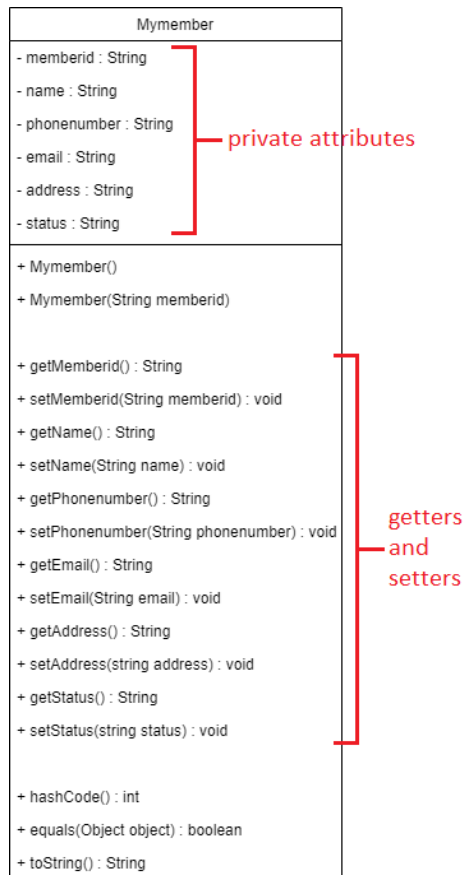 Mymember
- memberid : String
- name : String
- phonenumber : String
- email : String
- address : String
- status : String
private attributes
+ Mymember()
+ Mymember(String memberid)
+ getMemberid() : String
+ setMemberid(String memberid) : void
+ getName() : String
+ setName(String name) : void
+ getPhonenumber() : String
+ setPhonenumber(String phonenumber) : void
+ getEmail() : String
+ setEmail(String email) : void
+ getAddress() : String
+ setAddress(string address) : void
+ getStatus() : String
+ setStatus(string status) : void
getters
and
setters
+ hashCode() : int
+ equals(Object object) : boolean
+ toString() : String